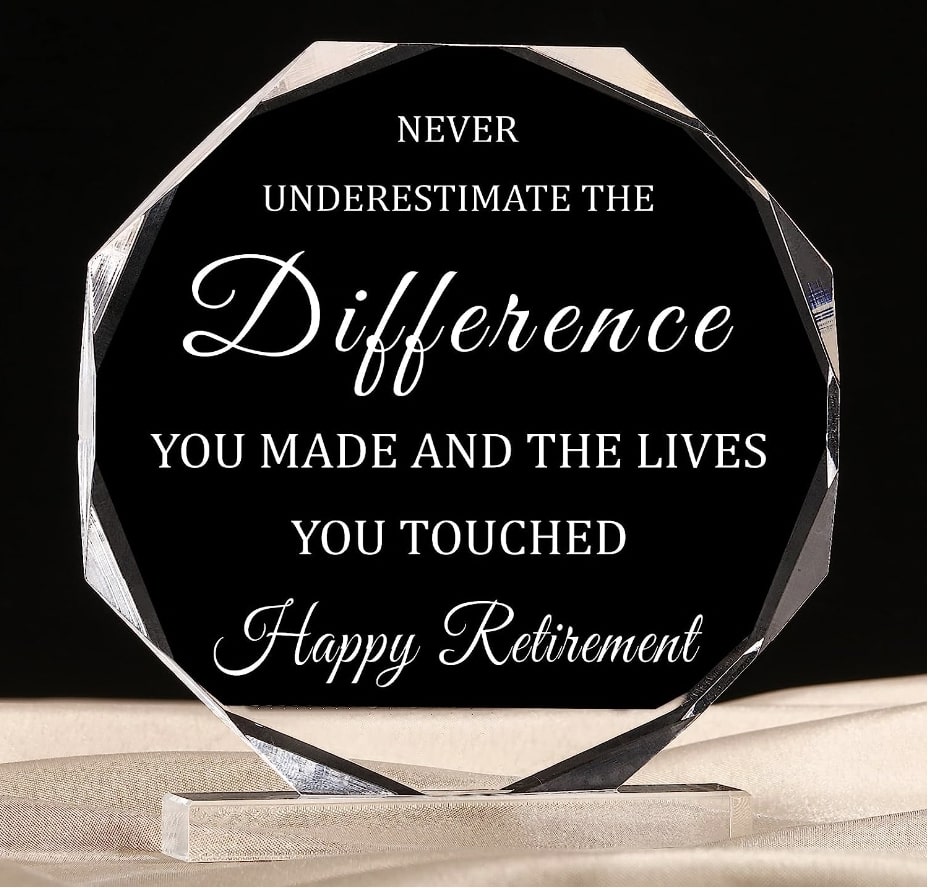 NEVER
UNDERESTIMATE THE
Difference
YOU MADE AND THE LIVES
YOU TOUCHED
Happy Retirement